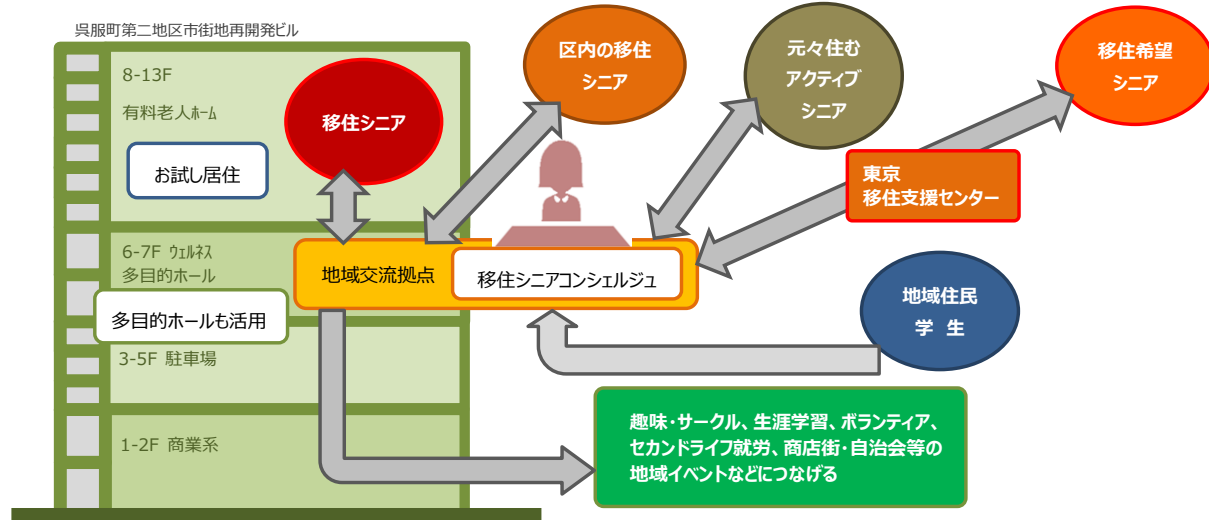 呉服町第二地区市街地再開発ビル
8-13F
有料老人ホーム
お試し居住
移住シニア
区内の移住
シニア
元々住む
アクティブ
シニア
移住希望
シニア
東京
移住支援センター
6-7F ウェルネス
多目的ホール
地域交流拠点
移住シニアコンシェルジュ
多目的ホールも活用
地域住民
学 生
3-5F 駐車場
1-2F 商業系
趣味・サークル、生涯学習、ボランティア、
セカンドライフ就労、商店街・自治会等の
地域イベントなどにつなげる